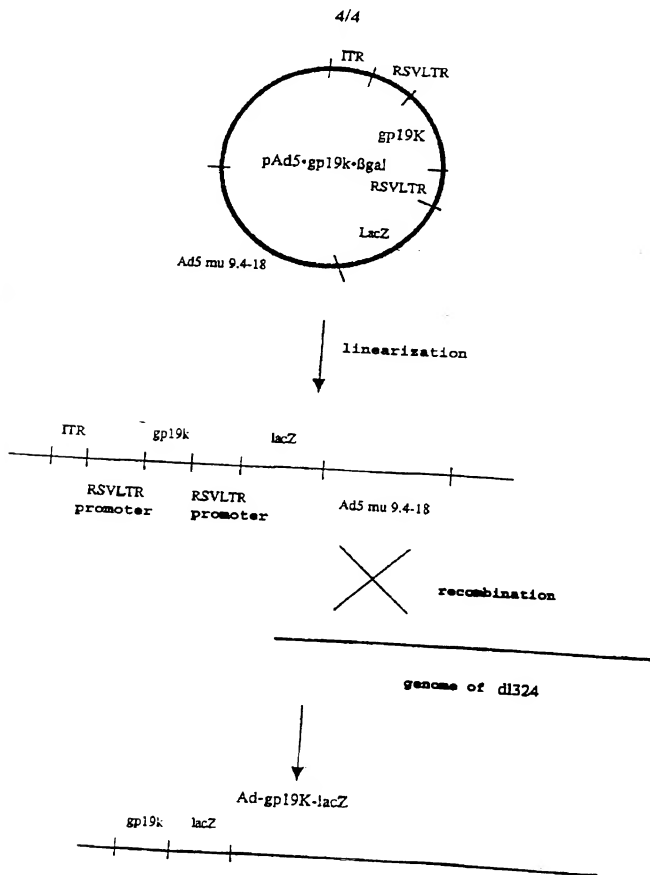 4/4
ITR
RSVLTR
gp19K
pAd5•gp19k•βgal
RSVLTR
LacZ
Ad5 mu 9.4-18
linearization
ITR gp19k lacZ
RSVLTR promoter
RSVLTR promoter
Ad5 mu 9.4-18
recombination
genome of dl324
Ad-gp19K-lacZ
gp19k lacZ